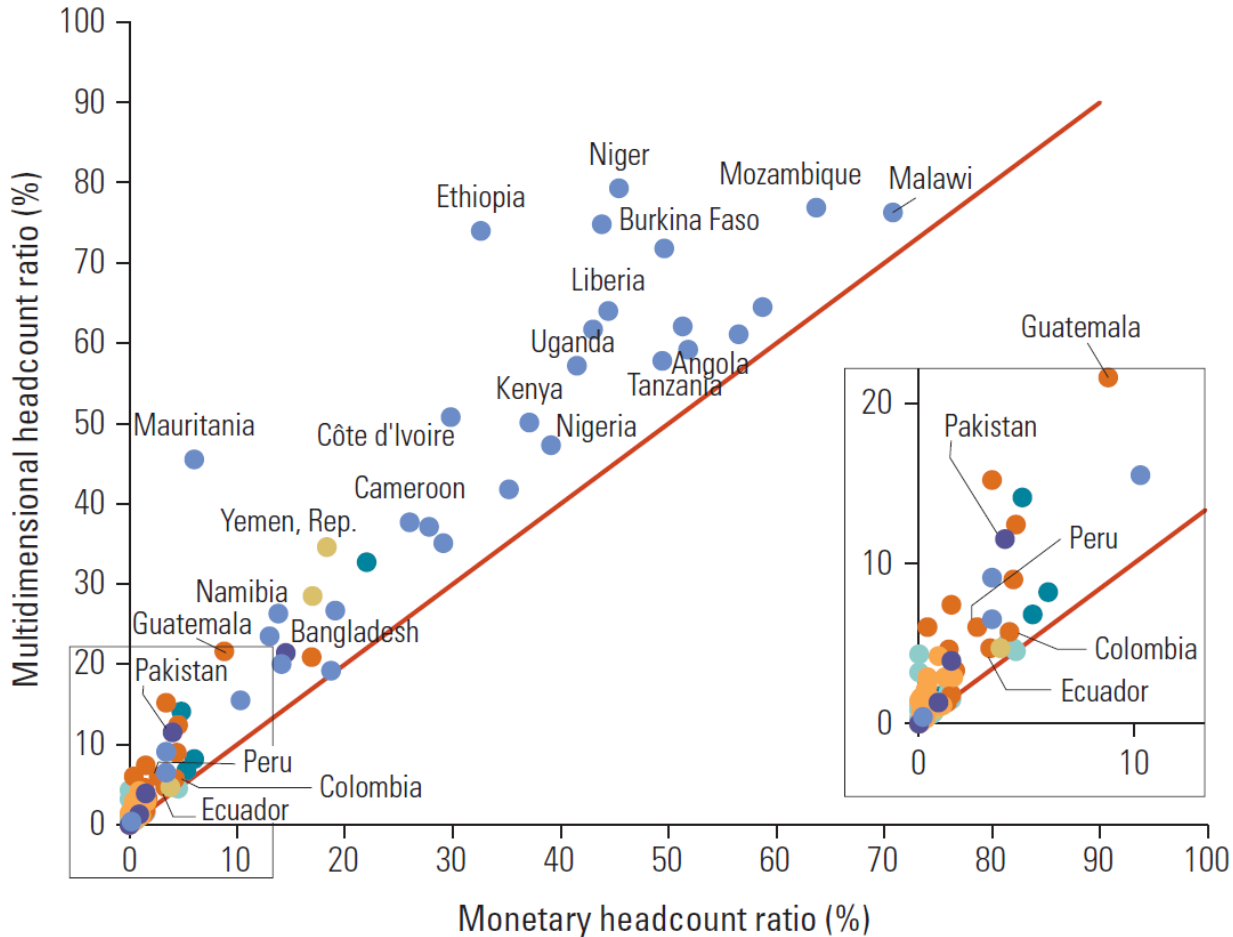 Multidimensional headcount ratio (%)
100
90
80
70
60
50
40
30
20
10
0
Niger
Ethiopia
Mozambique
Malawi
Burkina Faso
Liberia
Uganda
Angola
Tanzania
Kenya
Nigeria
Mauritania
Côte d'Ivoire
Cameroon
Yemen, Rep.
Namibia
Guatemala
Bangladesh
Pakistan
Peru
Colombia
Ecuador
0
10
20
30
40
50
60
70
80
90
100
Monetary headcount ratio (%)
Guatemala
20
Pakistan
10
Peru
Colombia
Ecuador
0
0
10